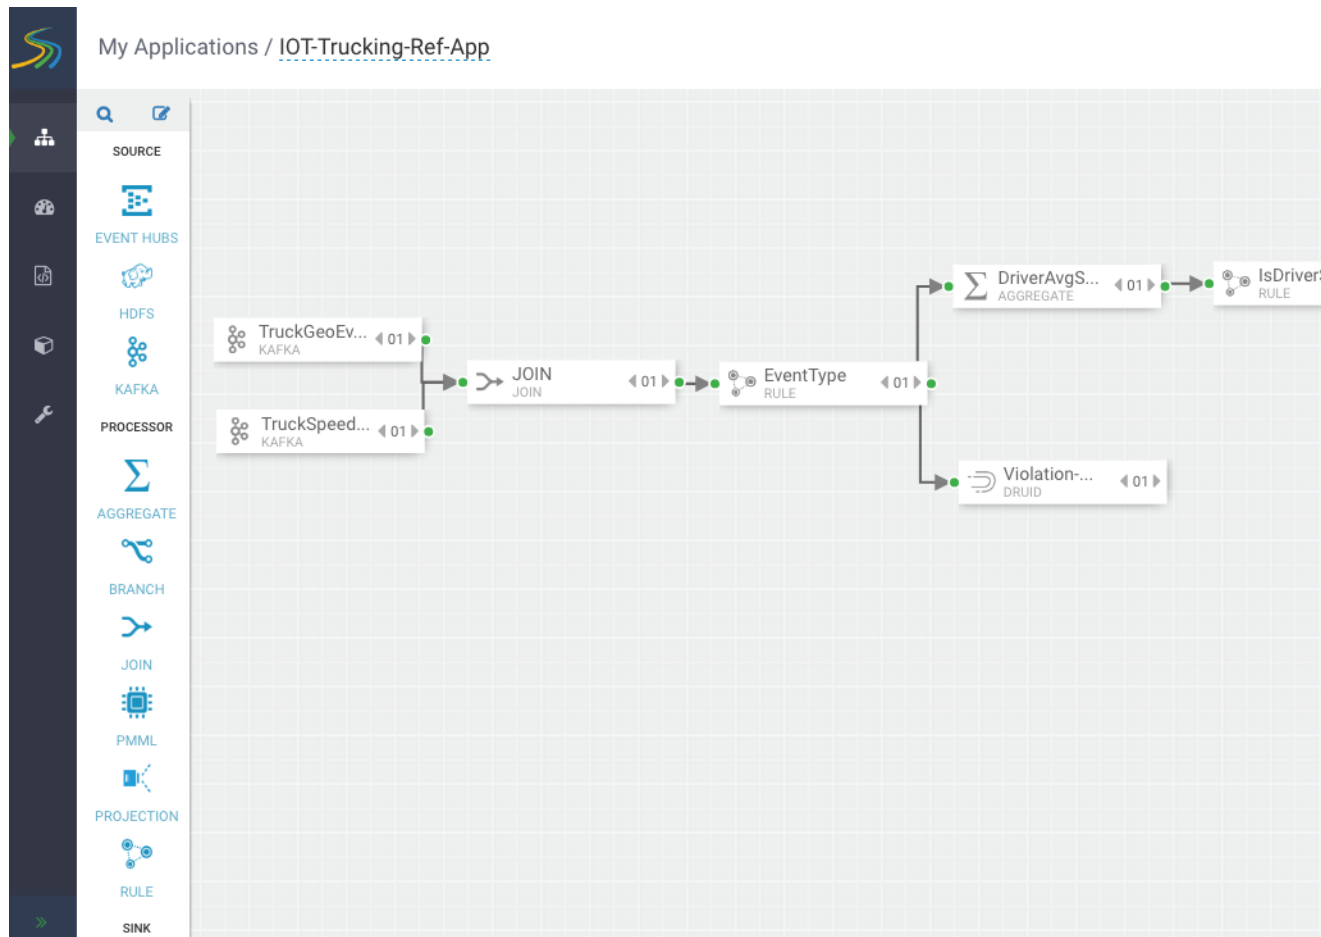 My Applications / IOT-Trucking-Ref-App
SOURCE
EVENT HUBS
HDFS
KAFKA
PROCESSOR
AGGREGATE
BRANCH
JOIN
PMML
PROJECTION
RULE
SINK
TruckGeoEv... 01
KAFKA
TruckSpeed... 01
KAFKA
JOIN 01
JOIN
EventType 01
RULE
DriverAvgS... 01
AGGREGATE
Violation-... 01
DRUID
IsDriverS
RULE